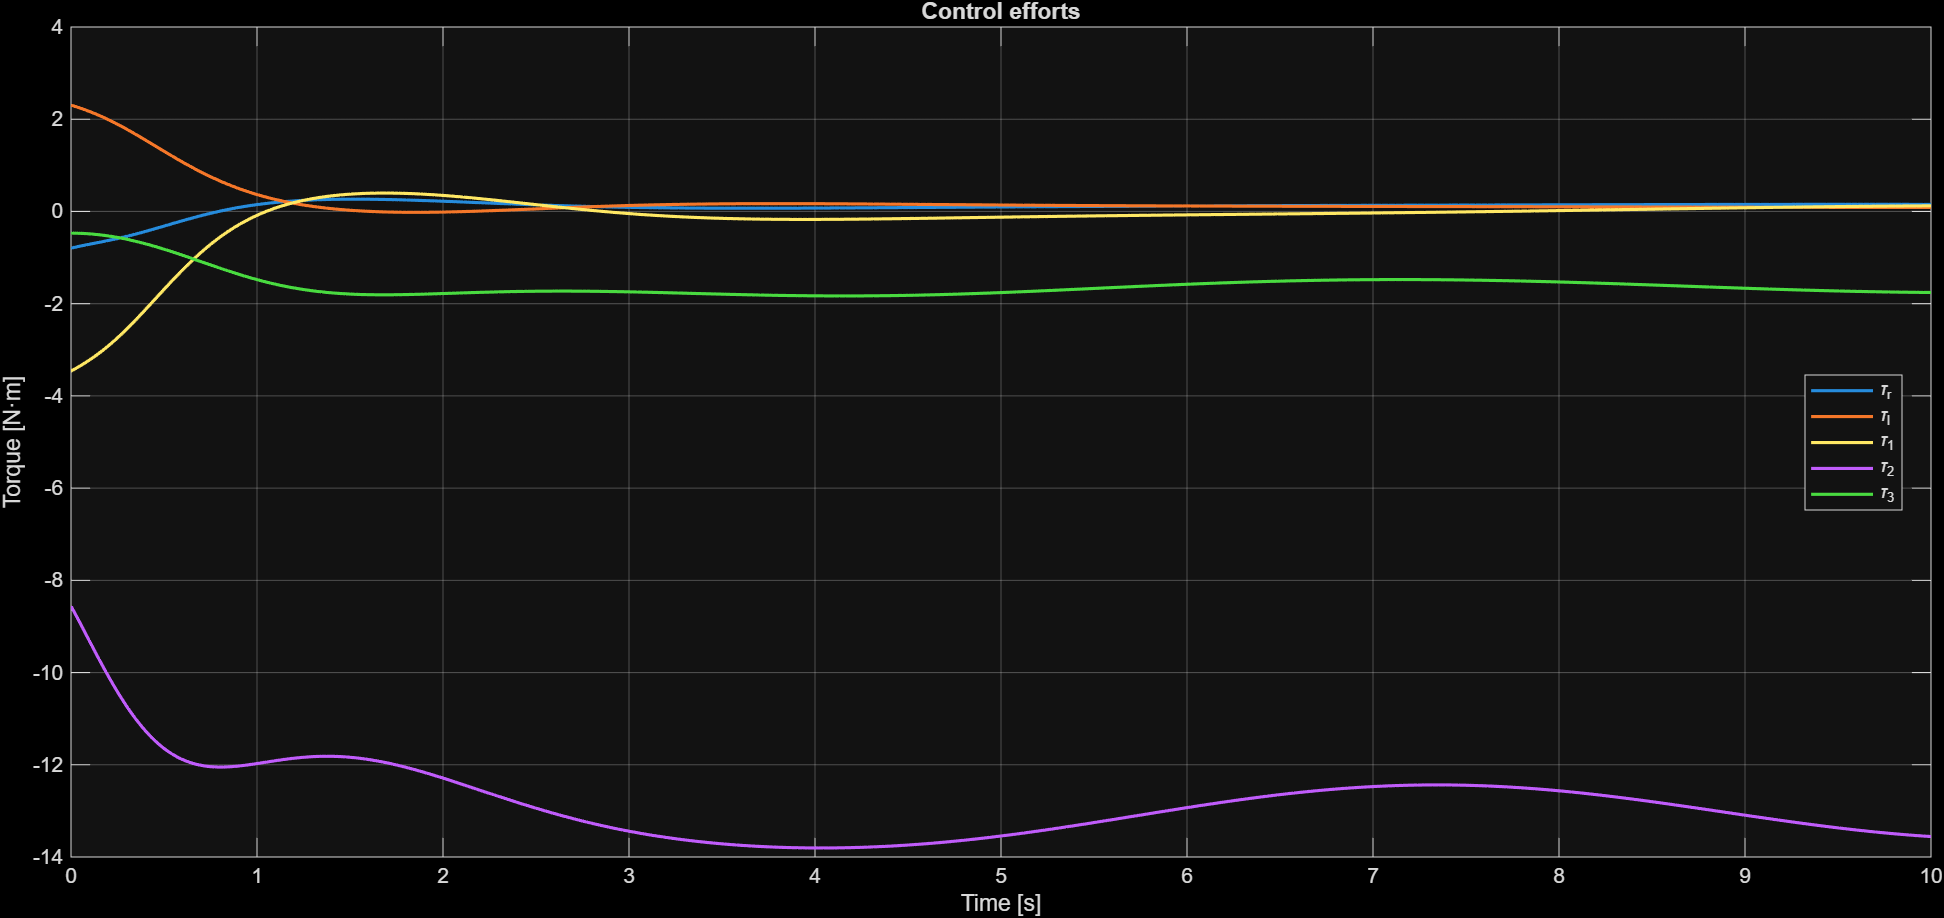 Control efforts
4
2
0
-2
-4
-6
-8
-10
-12
-14
Torque [N·m]
τr
τl
τ1
τ2
τ3
0 1 2 3 4 5 6 7 8 9 10
Time [s]